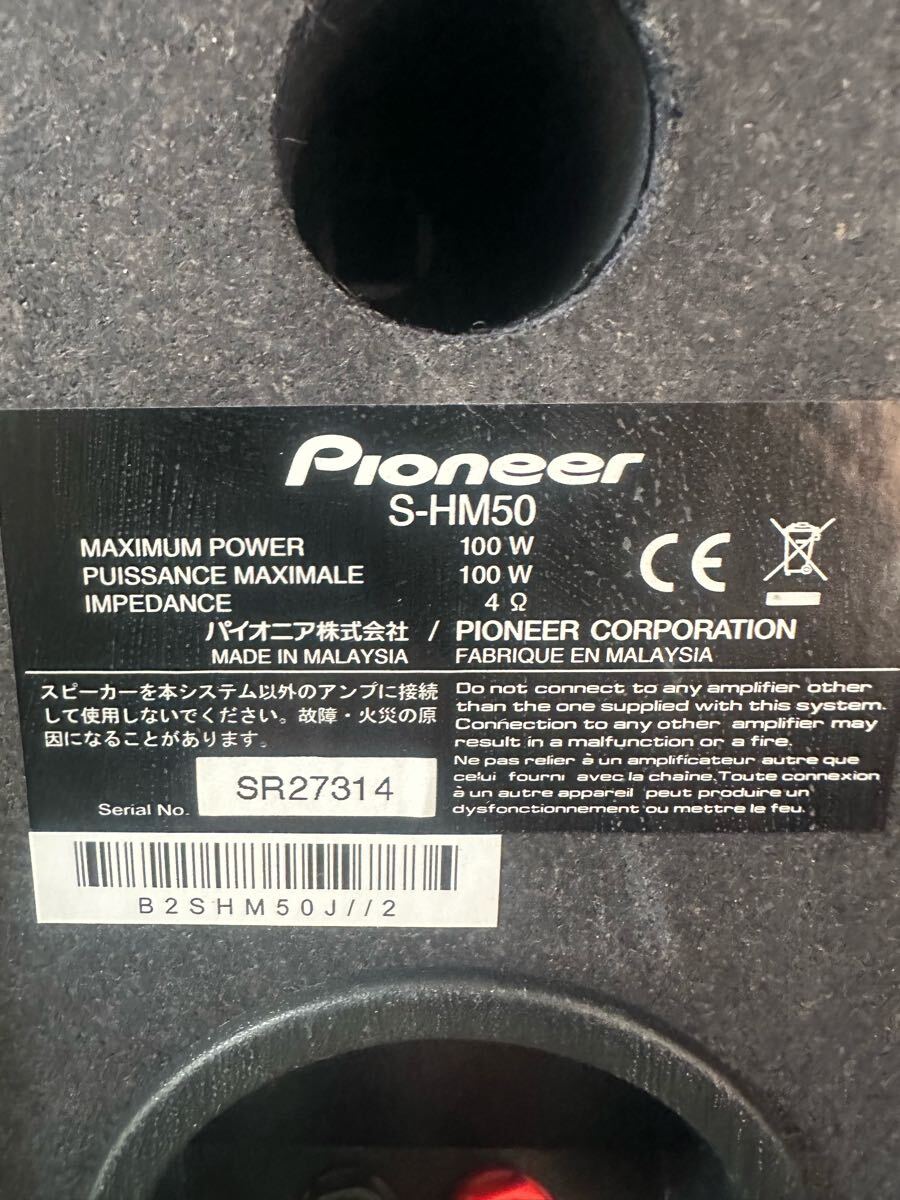 Pioneer
S-HM50
MAXIMUM POWER 100 W
PUISSANCE MAXIMALE 100 W
IMPEDANCE 4 Ω
CE
パイオニア株式会社 / PIONEER CORPORATION
MADE IN MALAYSIA FABRIQUE EN MALAYSIA
スピーカーを本システム以外のアンプに接続
して使用しないでください。故障・火災の原
因になることがあります。
Do not connect to any amplifier other
than the one supplied with this system.
Connection to any other amplifier may
result in a malfunction or a fire.
Ne pas relier à un amplificateur autre que
celui fourni avec la chaîne.Toute connexion
à un autre appareil peut produire un
dysfonctionnement ou mettre le feu.
Serial No. SR27314
B2SHM50J//2